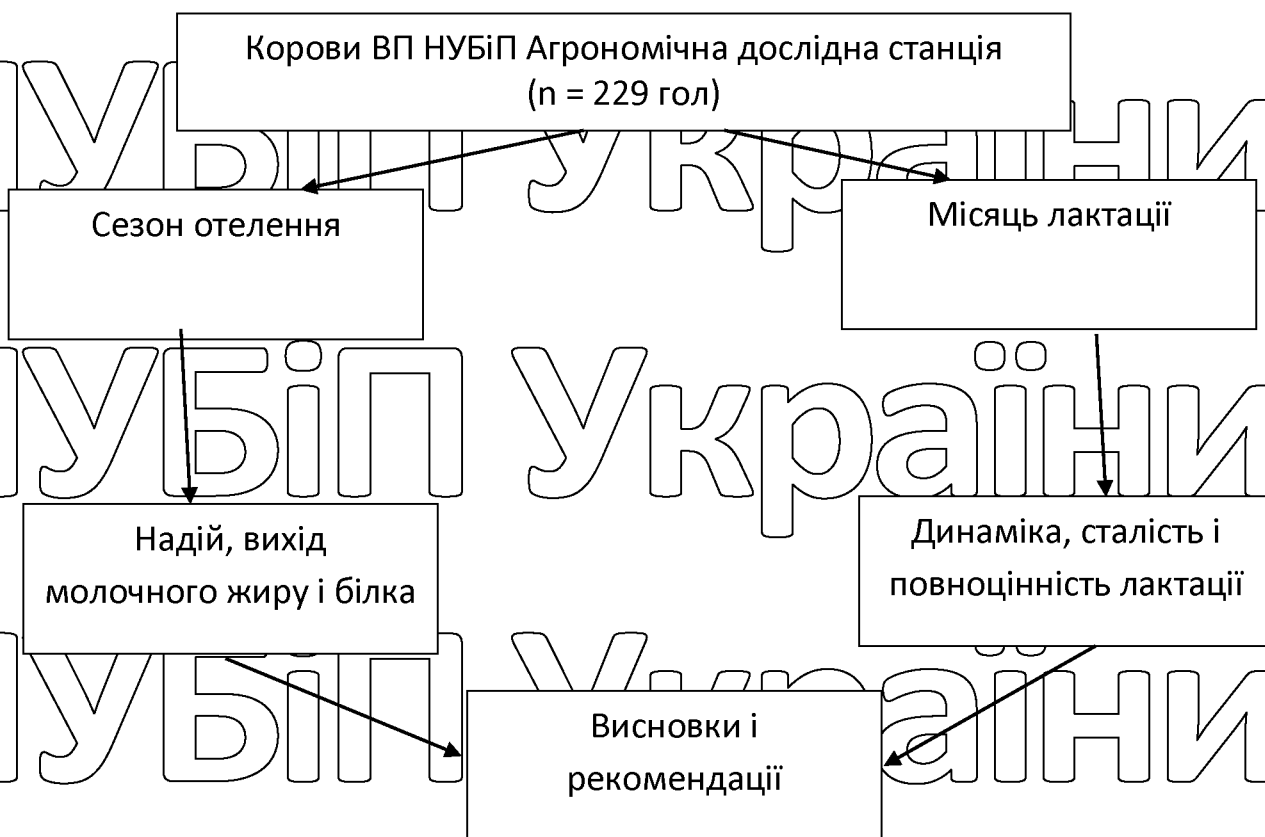 Корови ВП НУБіП Агрономічна дослідна станція
(n = 229 гол)
НУБіП України
Сезон отелення
Місяць лактації
НУБіП України
Надій, вихід
молочного жиру і білка
Динаміка, сталість і
повноцінність лактації
НУБіП України
Висновки і
рекомендації